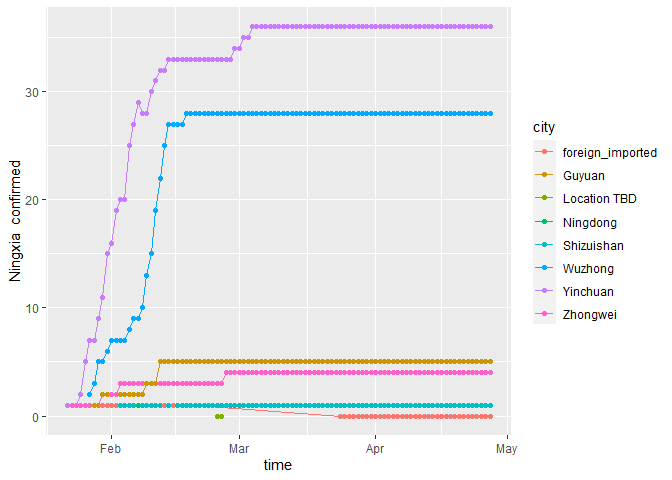 Ningxia confirmed
30
20
10
0
Feb
Mar
Apr
May
time
city
foreign_imported
Guyuan
Location TBD
Ningdong
Shizuishan
Wuzhong
Yinchuan
Zhongwei